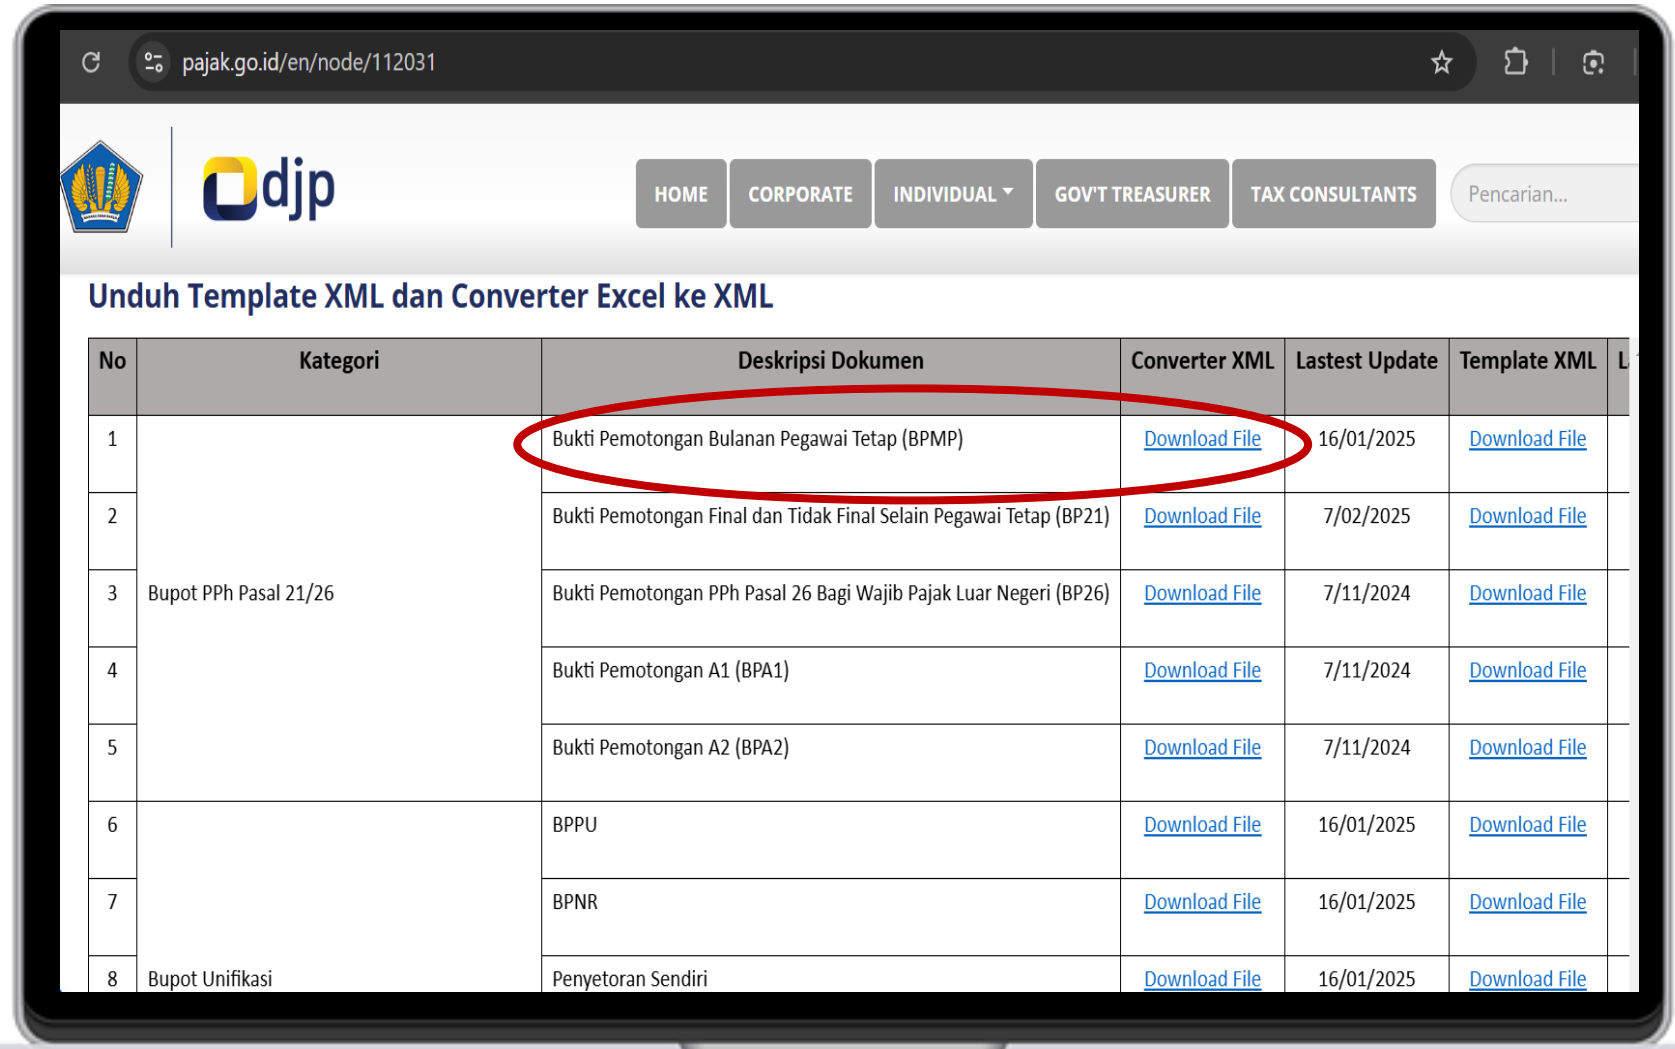 pajak.go.id/en/node/112031
djp
HOME CORPORATE INDIVIDUAL GOV'T TREASURER TAX CONSULTANTS Pencarian...
Unduh Template XML dan Converter Excel ke XML
No Kategori Deskripsi Dokumen Converter XML Lastest Update Template XML
1 Bukti Pemotongan Bulanan Pegawai Tetap (BPMP) Download File 16/01/2025 Download File
2 Bukti Pemotongan Final dan Tidak Final Selain Pegawai Tetap (BP21) Download File 7/02/2025 Download File
3 Bupot PPh Pasal 21/26 Bukti Pemotongan PPh Pasal 26 Bagi Wajib Pajak Luar Negeri (BP26) Download File 7/11/2024 Download File
4 Bukti Pemotongan A1 (BPA1) Download File 7/11/2024 Download File
5 Bukti Pemotongan A2 (BPA2) Download File 7/11/2024 Download File
6 BPPU Download File 16/01/2025 Download File
7 BPNR Download File 16/01/2025 Download File
8 Bupot Unifikasi Penyetoran Sendiri Download File 16/01/2025 Download File